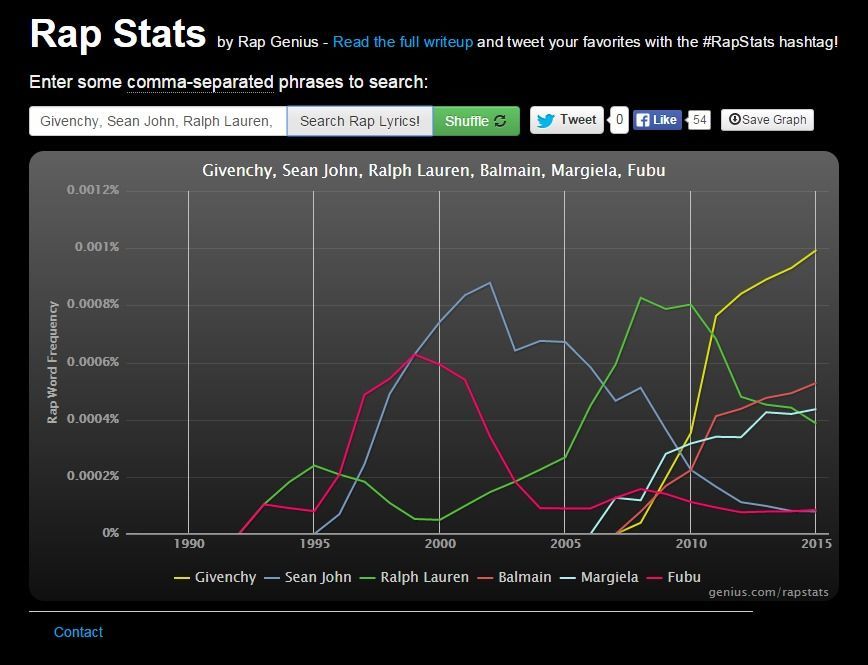 Rap Stats by Rap Genius - Read the full writeup and tweet your favorites with the #RapStats hashtag!
Enter some comma-separated phrases to search:
Givenchy, Sean John, Ralph Lauren, Search Rap Lyrics! Shuffle Tweet 0 Like 54 Save Graph
Givenchy, Sean John, Ralph Lauren, Balmain, Margiela, Fubu
Rap Word Frequency
0.0012%
0.001%
0.0008%
0.0006%
0.0004%
0.0002%
0%
1990 1995 2000 2005 2010 2015
Givenchy Sean John Ralph Lauren Balmain Margiela Fubu
genius.com/rapstats
Contact